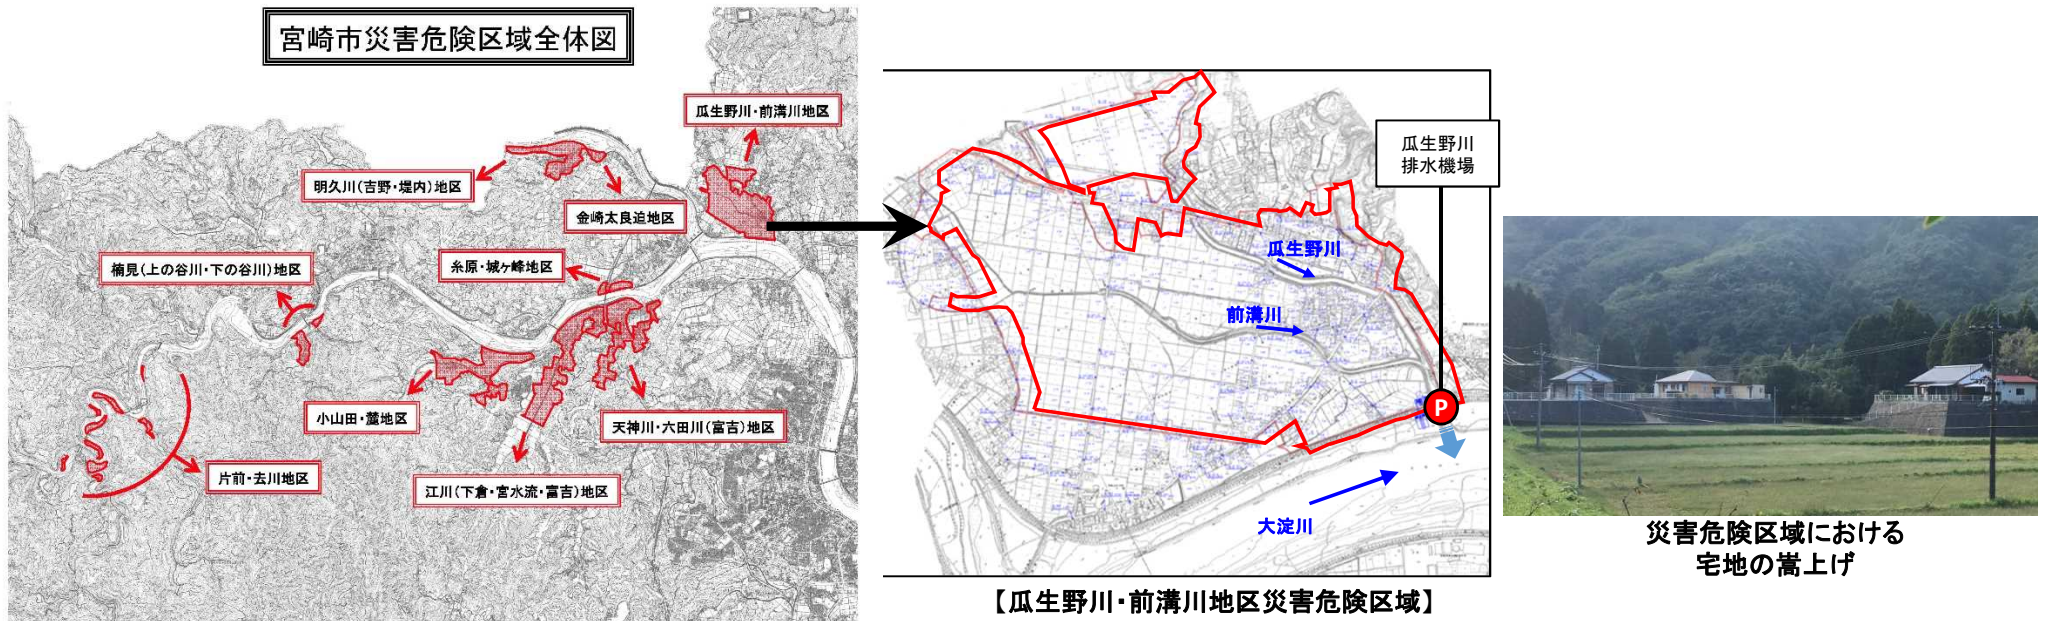 宮崎市災害危険区域全体図
瓜生野川・前溝川地区
明久川(吉野・堤内)地区
金崎太良迫地区
楠見(上の谷川・下の谷川)地区
糸原・城ヶ峰地区
小山田・麓地区
天神川・六田川(富吉)地区
片前・去川地区
江川(下倉・宮水流・富吉)地区
瓜生野川
排水機場
瓜生野川
前溝川
P
大淀川
【瓜生野川・前溝川地区災害危険区域】
災害危険区域における
宅地の嵩上げ